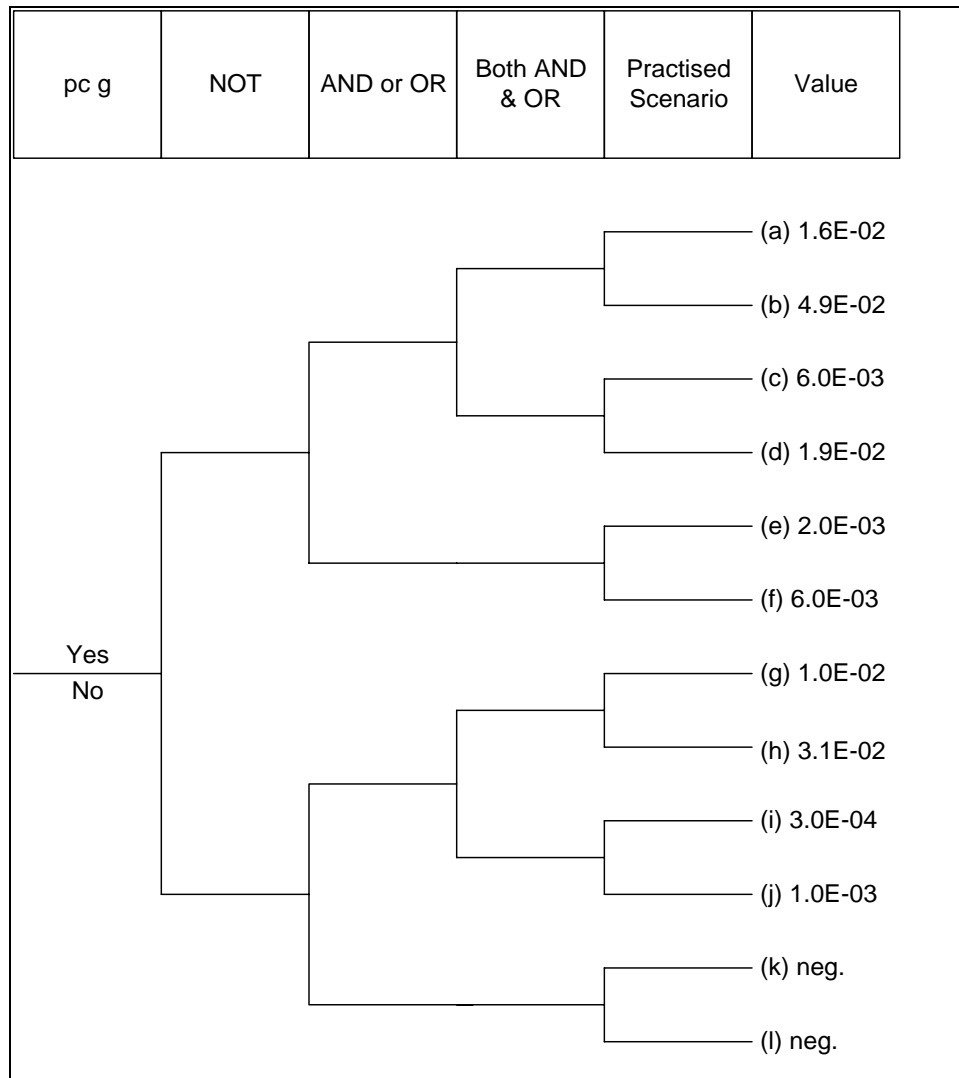 pc g
NOT
AND or OR
Both AND
& OR
Practised
Scenario
Value
(a) 1.6E-02
(b) 4.9E-02
(c) 6.0E-03
(d) 1.9E-02
(e) 2.0E-03
(f) 6.0E-03
Yes
No
(g) 1.0E-02
(h) 3.1E-02
(i) 3.0E-04
(j) 1.0E-03
(k) neg.
(l) neg.